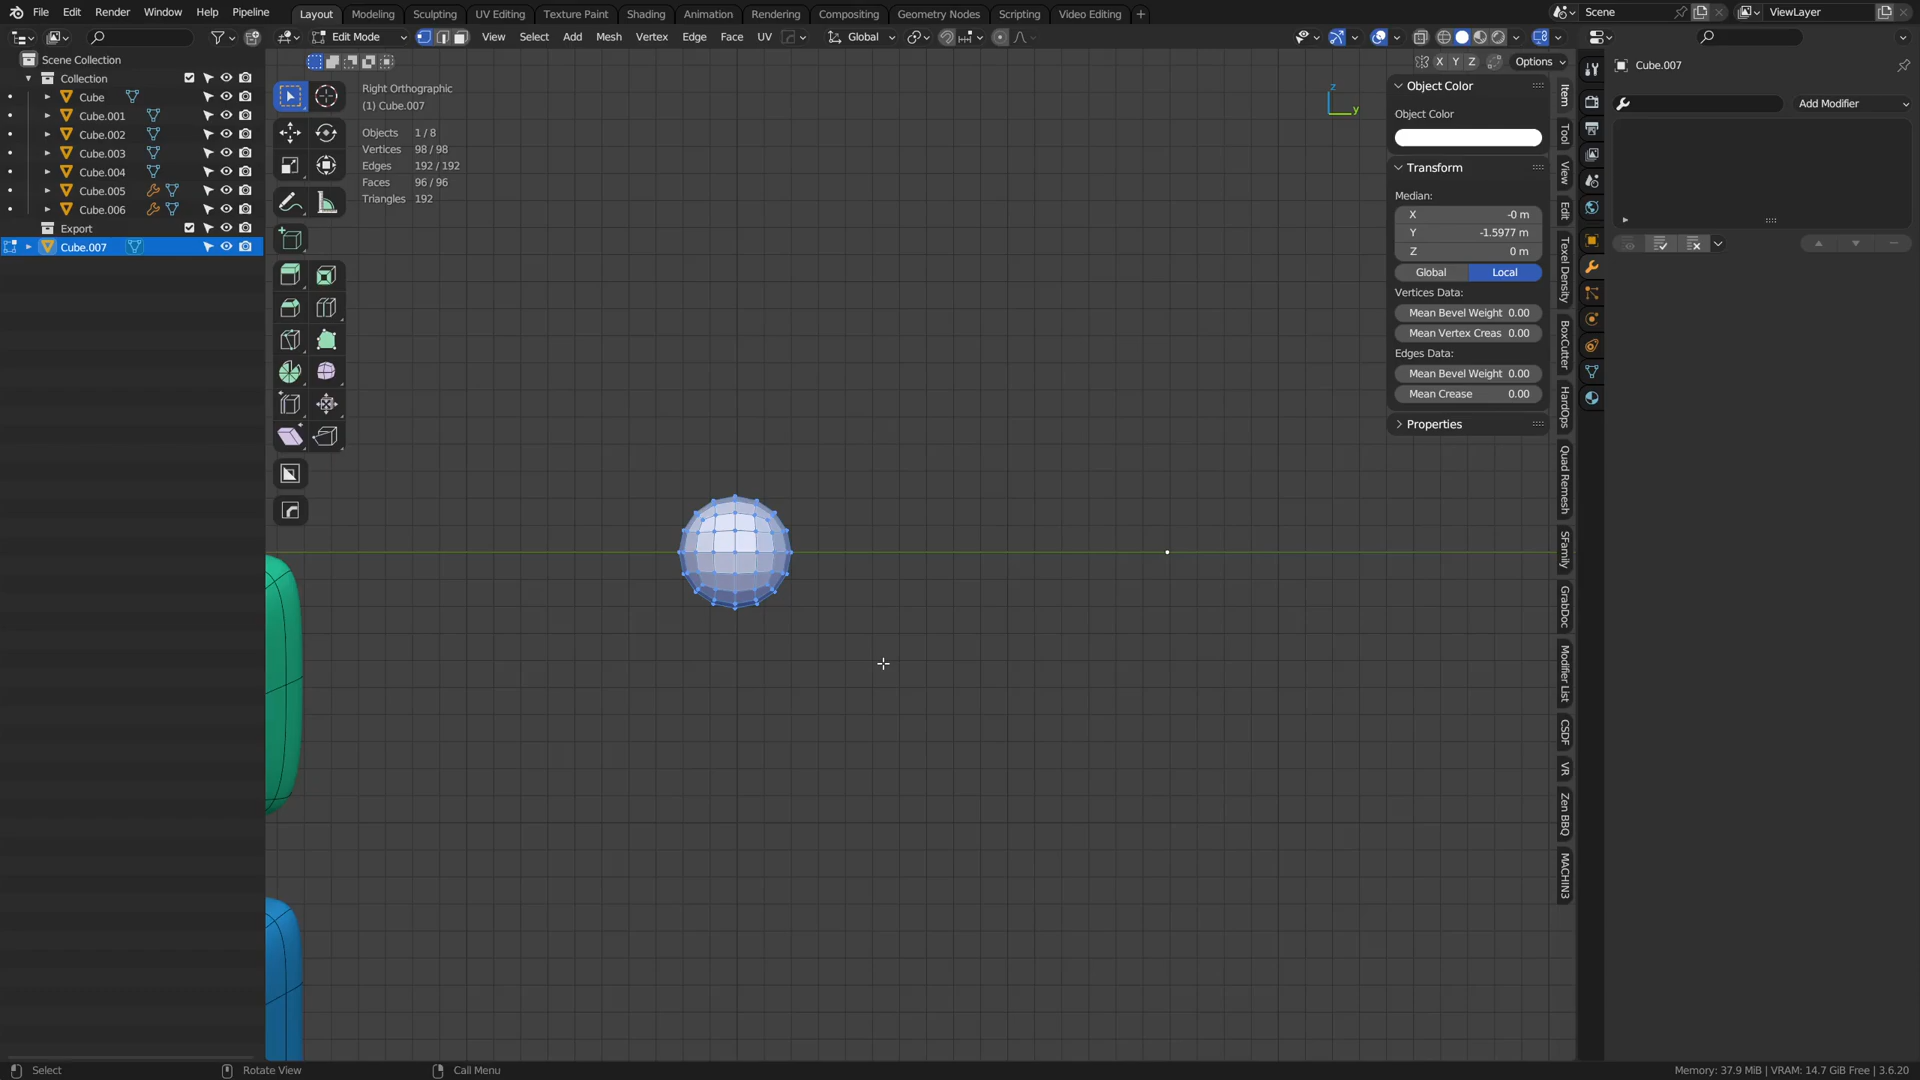 File Edit Render Window Help Pipeline Layout Modeling Sculpting UV Editing Texture Paint Shading Animation Rendering Compositing Geometry Nodes Scripting Video Editing + Scene ViewLayer
Edit Mode View Select Add Mesh Vertex Edge Face UV Global
X Y Z Options
Scene Collection
Collection
Cube
Cube.001
Cube.002
Cube.003
Cube.004
Cube.005
Cube.006
Export
Cube.007
Right Orthographic
(1) Cube.007
Objects 1 / 8
Vertices 98 / 98
Edges 192 / 192
Faces 96 / 96
Triangles 192
z
y
Object Color
Object Color
Transform
Median:
X -0 m
Y -1.5977 m
Z 0 m
Global Local
Vertices Data:
Mean Bevel Weight 0.00
Mean Vertex Creas 0.00
Edges Data:
Mean Bevel Weight 0.00
Mean Crease 0.00
Properties
Item
Tool
View
Edit
Texel Density
BoxCutter
HardOps
Quad Remesh
SFamily
GrabDoc
Modifier List
CSDF
VR
Zen BBQ
MACHIN3
Cube.007
Add Modifier
Select Rotate View Call Menu Memory: 37.9 MiB | VRAM: 14.7 GiB Free | 3.6.20